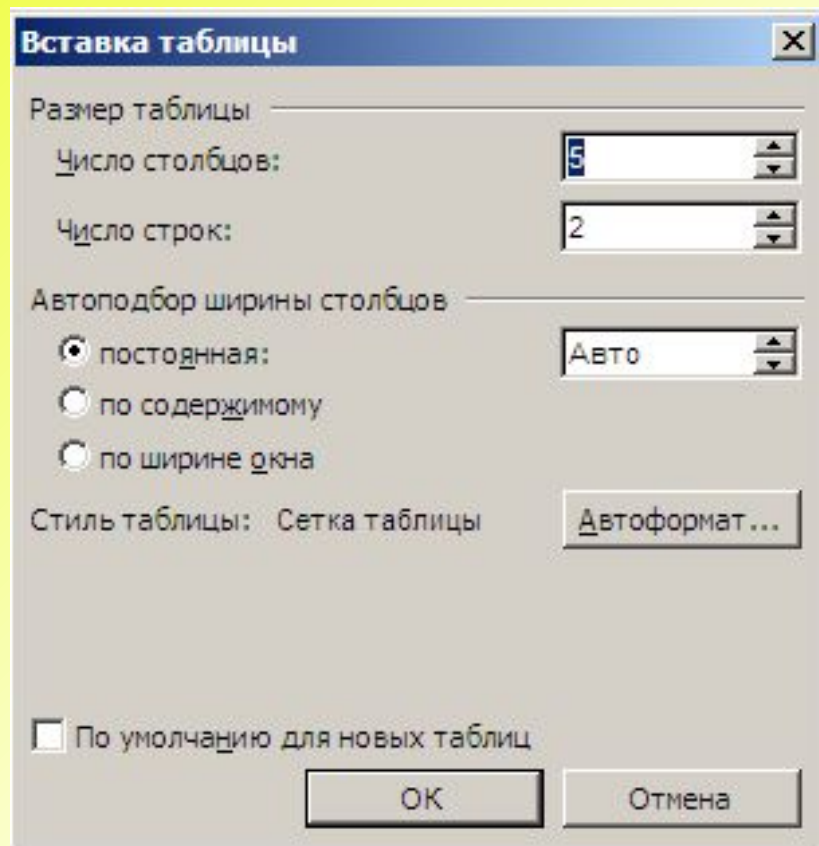 Вставка таблицы
Размер таблицы
Число столбцов: 5
Число строк: 2
Автоподбор ширины столбцов
постоянная: Авто
по содержимому
по ширине окна
Стиль таблицы: Сетка таблицы Автоформат...
По умолчанию для новых таблиц
ОК Отмена